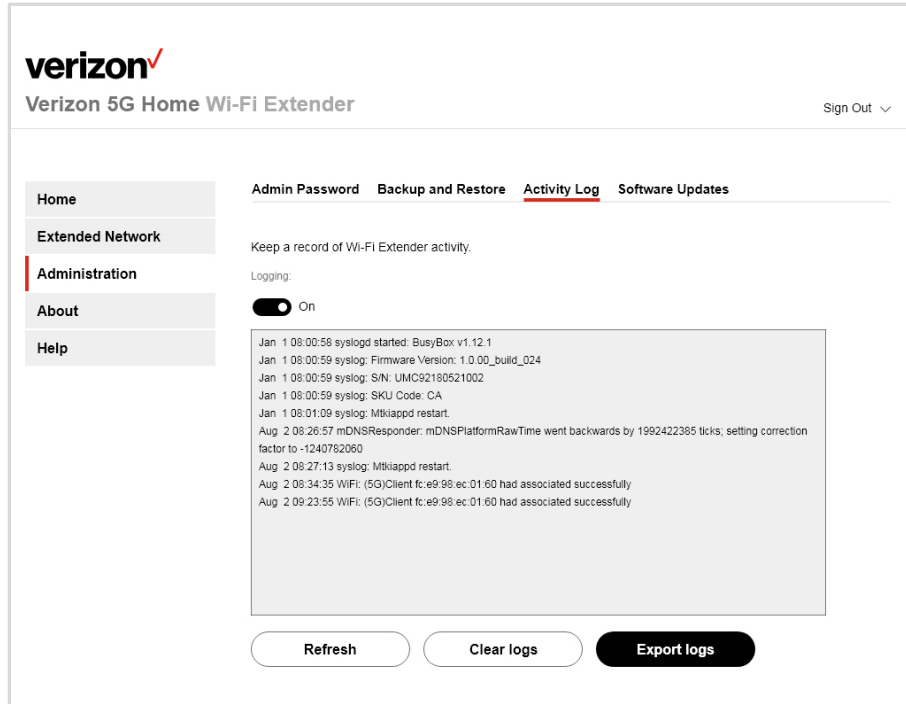 verizon
Verizon 5G Home Wi-Fi Extender
Sign Out
Home
Extended Network
Administration
About
Help
Admin Password Backup and Restore Activity Log Software Updates
Keep a record of Wi-Fi Extender activity.
Logging:
On
Jan 1 08:00:58 syslogd started: BusyBox v1.12.1
Jan 1 08:00:59 syslog: Firmware Version: 1.0.00_build_024
Jan 1 08:00:59 syslog: S/N: UMC92180521002
Jan 1 08:00:59 syslog: SKU Code: CA
Jan 1 08:01:09 syslog: Mtkiappd restart.
Aug 2 08:26:57 mDNSResponder: mDNSPlatformRawTime went backwards by 1992422385 ticks; setting correction
factor to -1240782060
Aug 2 08:27:13 syslog: Mtkiappd restart.
Aug 2 08:34:35 WiFi: (5G)Client fc:e9:98:ec:01:60 had associated successfully
Aug 2 09:23:55 WiFi: (5G)Client fc:e9:98:ec:01:60 had associated successfully
Refresh Clear logs Export logs